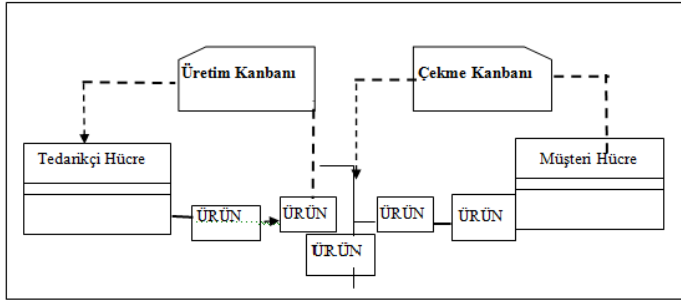 Üretim Kanbanı
Çekme Kanbanı
Tedarikçi Hücre
Müşteri Hücre
ÜRÜN
ÜRÜN
ÜRÜN
ÜRÜN
ÜRÜN